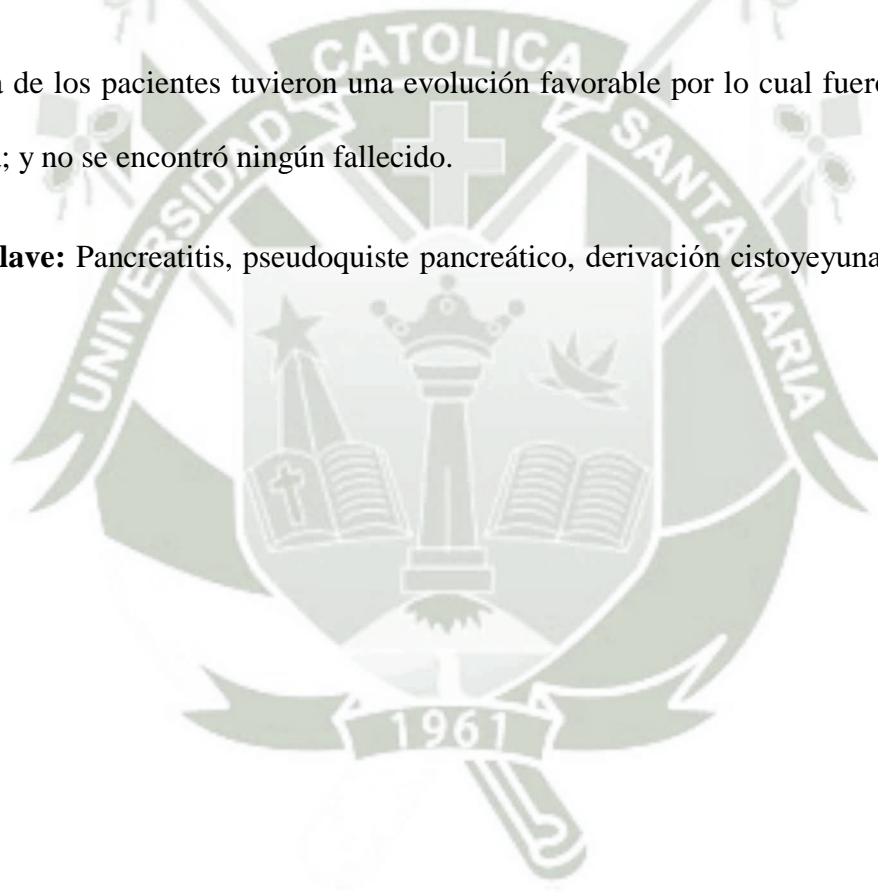 a de los pacientes tuvieron una evolución favorable por lo cual fuero
; y no se encontró ningún fallecido.
lave: Pancreatitis, pseudoquiste pancreático, derivación cistoyeyuna
UNIVERSIDAD CATOLICA SANTA MARIA
1961